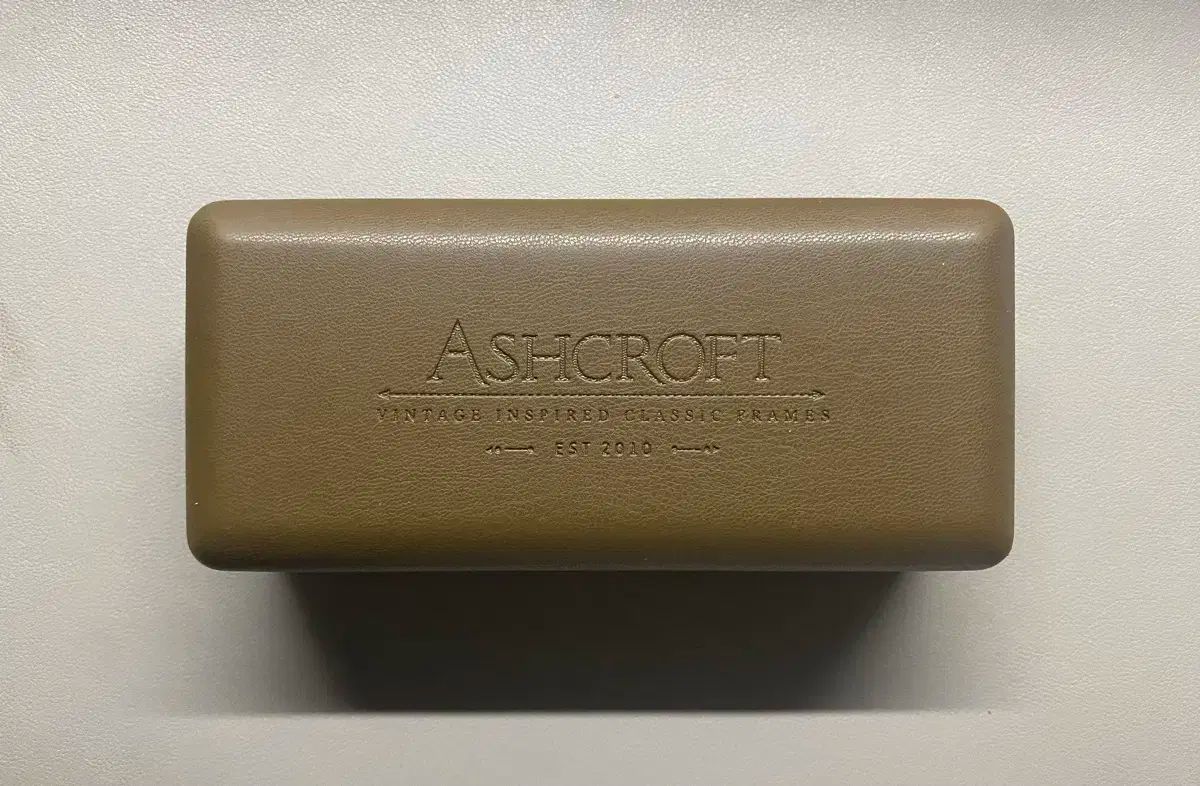 ASHCROFT
VINTAGE INSPIRED CLASSIC FRAMES
EST 2010